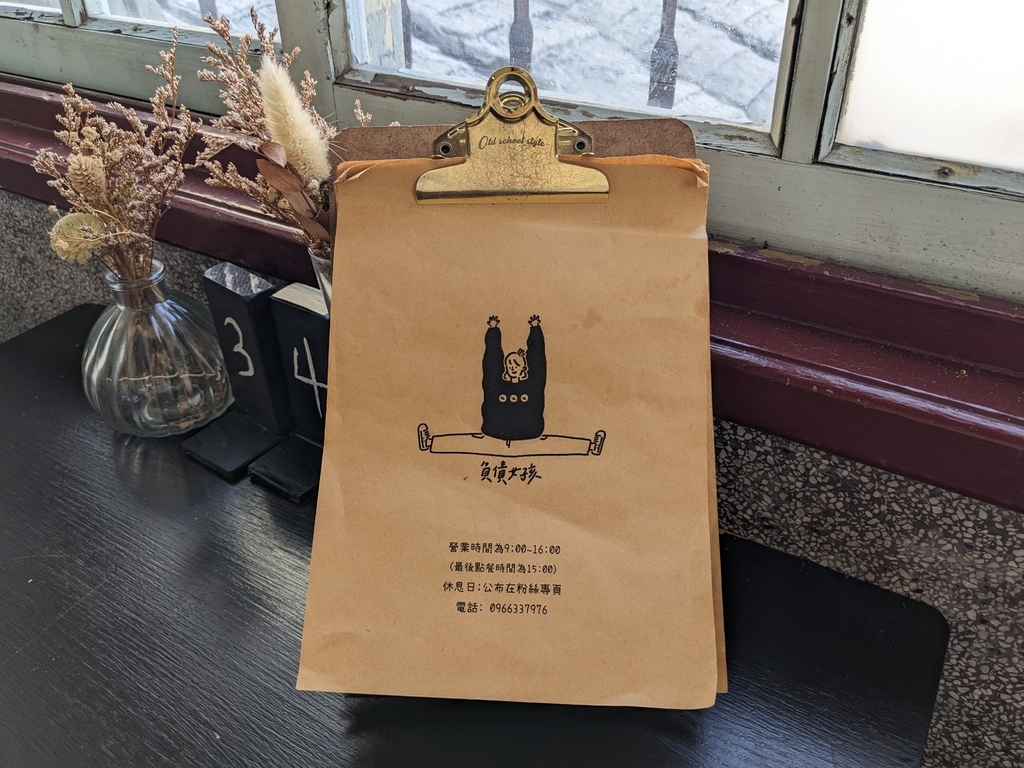 Old school style
3
4
負債女孩
營業時間為9:00~16:00
(最後點餐時間為15:00)
休息日:公布在粉絲專頁
電話: 0966337976